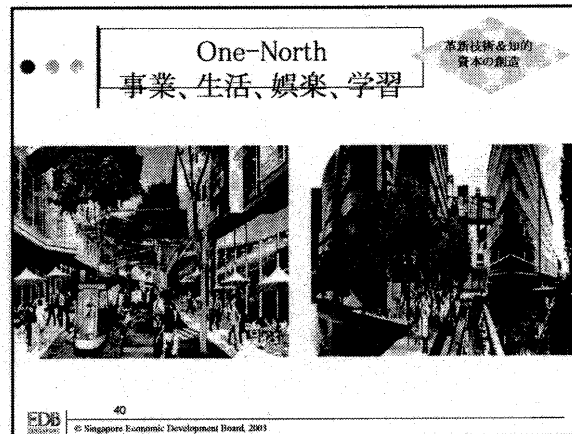 One-North
事業、生活、娯楽、学習
革新技術&知的
資本の創造
40
EDB
SINGAPORE
© Singapore Economic Development Board, 2003